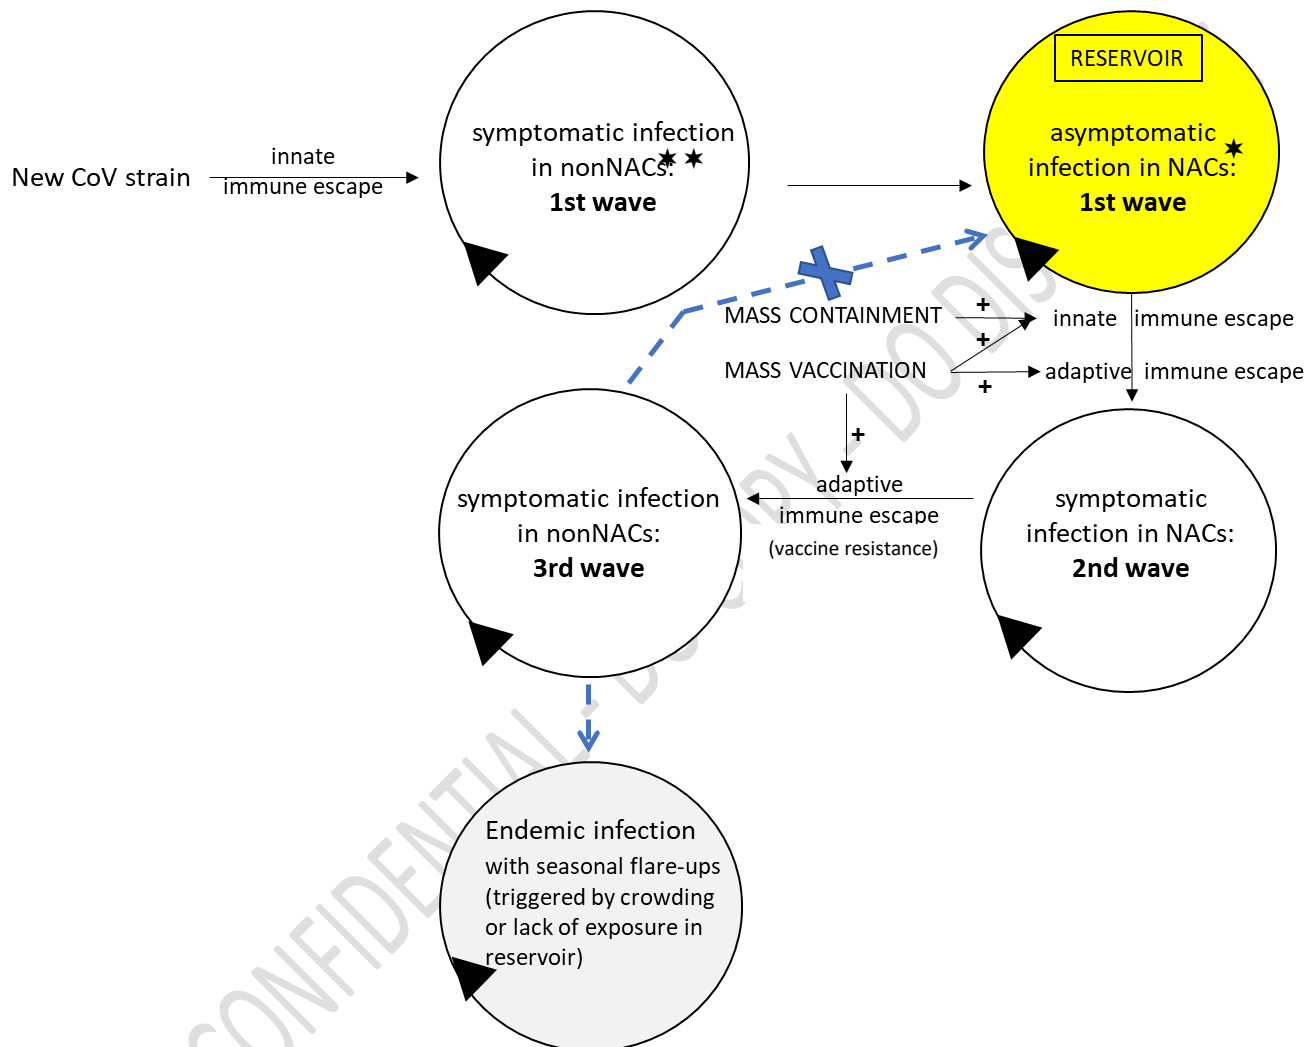 New CoV strain
innate
immune escape
symptomatic infection
in nonNACs:
1st wave
RESERVOIR
asymptomatic
infection in NACs:
1st wave
MASS CONTAINMENT
+
innate
immune escape
+
MASS VACCINATION
+
adaptive
immune escape
+
adaptive
immune escape
(vaccine resistance)
symptomatic infection
in nonNACs:
3rd wave
symptomatic
infection in NACs:
2nd wave
Endemic infection
with seasonal flare-ups
(triggered by crowding
or lack of exposure in
reservoir)
CONFIDENTIAL - DO